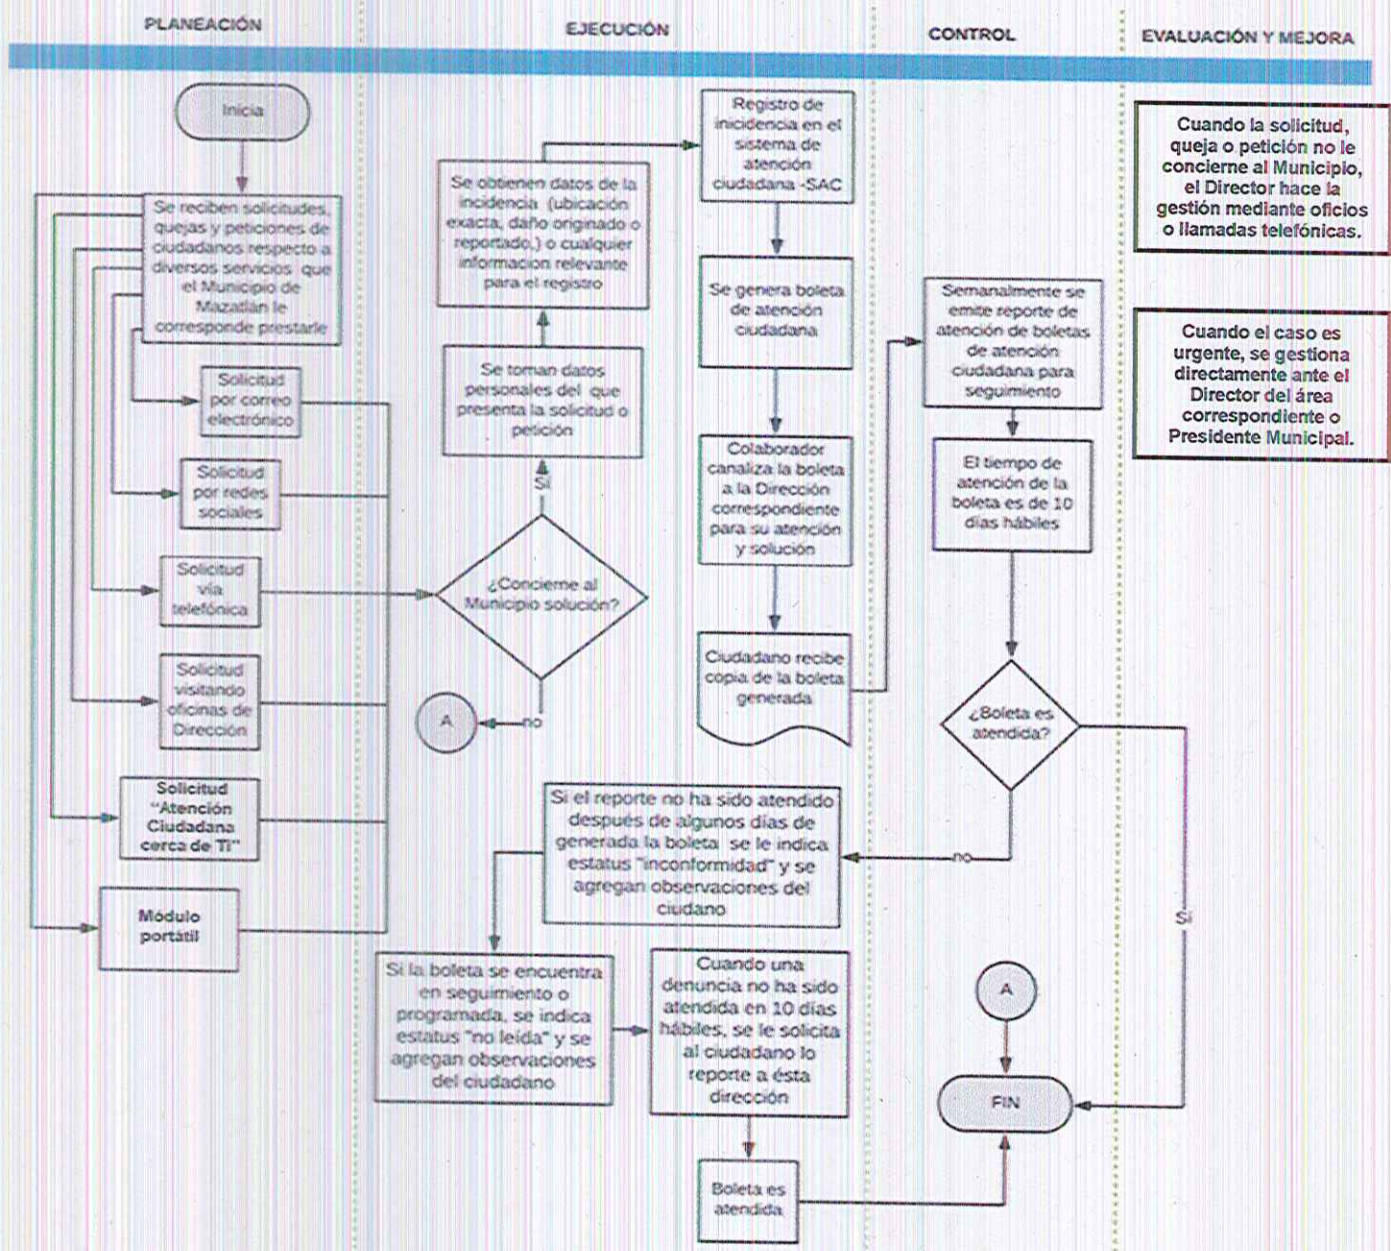 PLANEACIÓN
EJECUCIÓN
CONTROL
EVALUACIÓN Y MEJORA
Inicia
Se reciben solicitudes,
quejas y peticiones de
ciudadanos respecto a
diversos servicios que
el Municipio de
Mazatlán le
corresponde prestarle
Solicitud
por correo
electrónico
Solicitud
por redes
sociales
Solicitud
vía
telefónica
Solicitud
visitando
oficinas de
Dirección
Solicitud
"Atención
Ciudadana
cerca de Ti"
Módulo
portátil
¿Concierne al
Municipio solución?
Sí
no
A
Se toman datos
personales del que
presenta la solicitud o
petición
Se obtienen datos de la
incidencia (ubicación
exacta, daño originado o
reportado,) o cualquier
informacion relevante
para el registro
Registro de
inicidencia en el
sistema de
atención
ciudadana -SAC
Se genera boleta
de atención
ciudadana
Colaborador
canaliza la boleta
a la Dirección
correspondiente
para su atención
y solución
Ciudadano recibe
copia de la boleta
generada
Semanalmente se
emite reporte de
atención de boletas
de atención
ciudadana para
seguimiento
El tiempo de
atención de la
boleta es de 10
días hábiles
¿Boleta es
atendida?
no
Sí
Si el reporte no ha sido atendido
después de algunos días de
generada la boleta se le indica
estatus "inconformidad" y se
agregan observaciones del
ciudano
Si la boleta se encuentra
en seguimiento o
programada, se indica
estatus "no leída" y se
agregan observaciones
del ciudadano
Cuando una
denuncia no ha sido
atendida en 10 días
hábiles, se le solicita
al ciudadano lo
reporte a ésta
dirección
Boleta es
atendida
A
FIN
Cuando la solicitud,
queja o petición no le
concierne al Municipio,
el Director hace la
gestión mediante oficios
o llamadas telefónicas.
Cuando el caso es
urgente, se gestiona
directamente ante el
Director del área
correspondiente o
Presidente Municipal.